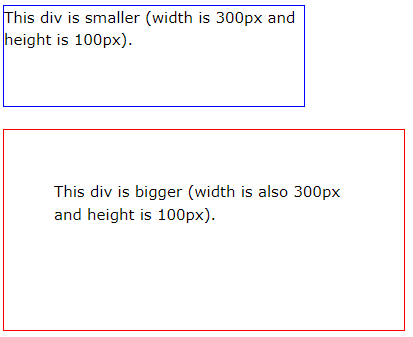 This div is smaller (width is 300px and
height is 100px).
This div is bigger (width is also 300px
and height is 100px).